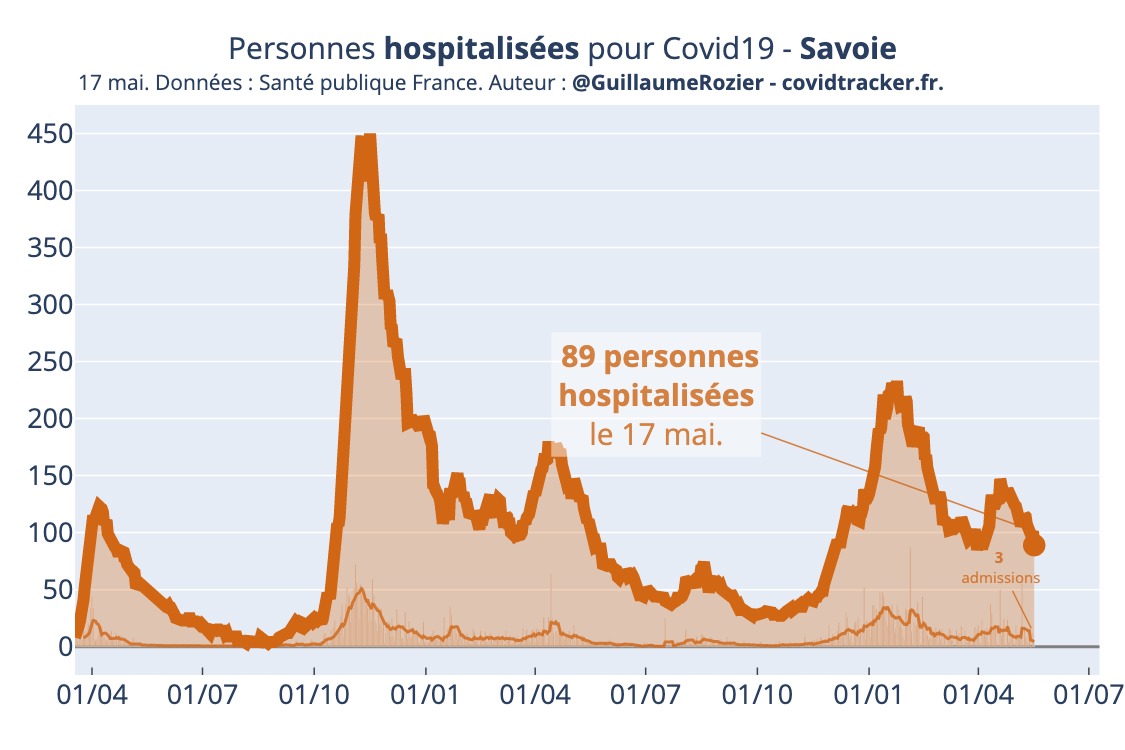 Personnes hospitalisées pour Covid19 - Savoie
17 mai. Données : Santé publique France. Auteur : @GuillaumeRozier - covidtracker.fr.
450
400
350
300
250
200
150
100
50
0
89 personnes
hospitalisées
le 17 mai.
3
admissions
01/04 01/07 01/10 01/01 01/04 01/07 01/10 01/01 01/04 01/07